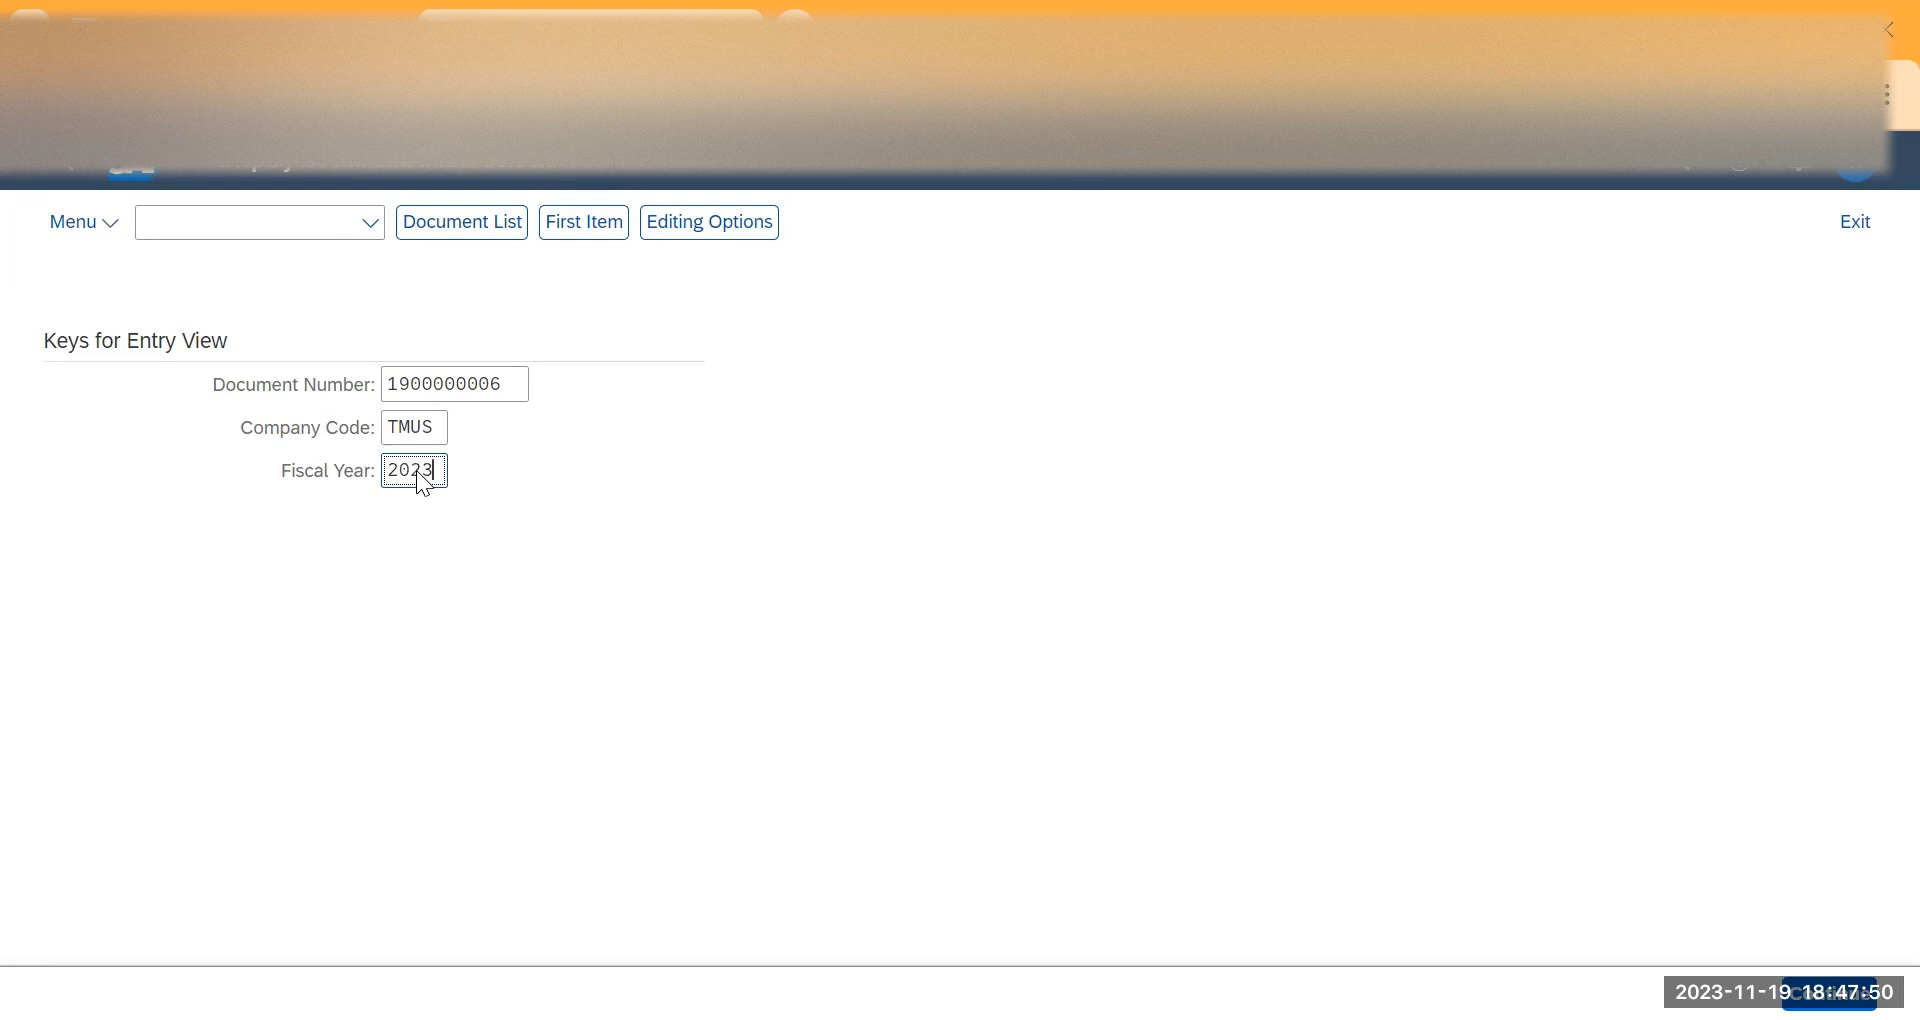 Menu Document List First Item Editing Options Exit
Keys for Entry View
Document Number: 1900000006
Company Code: TMUS
Fiscal Year: 2023
2023-11-19 18:47:50